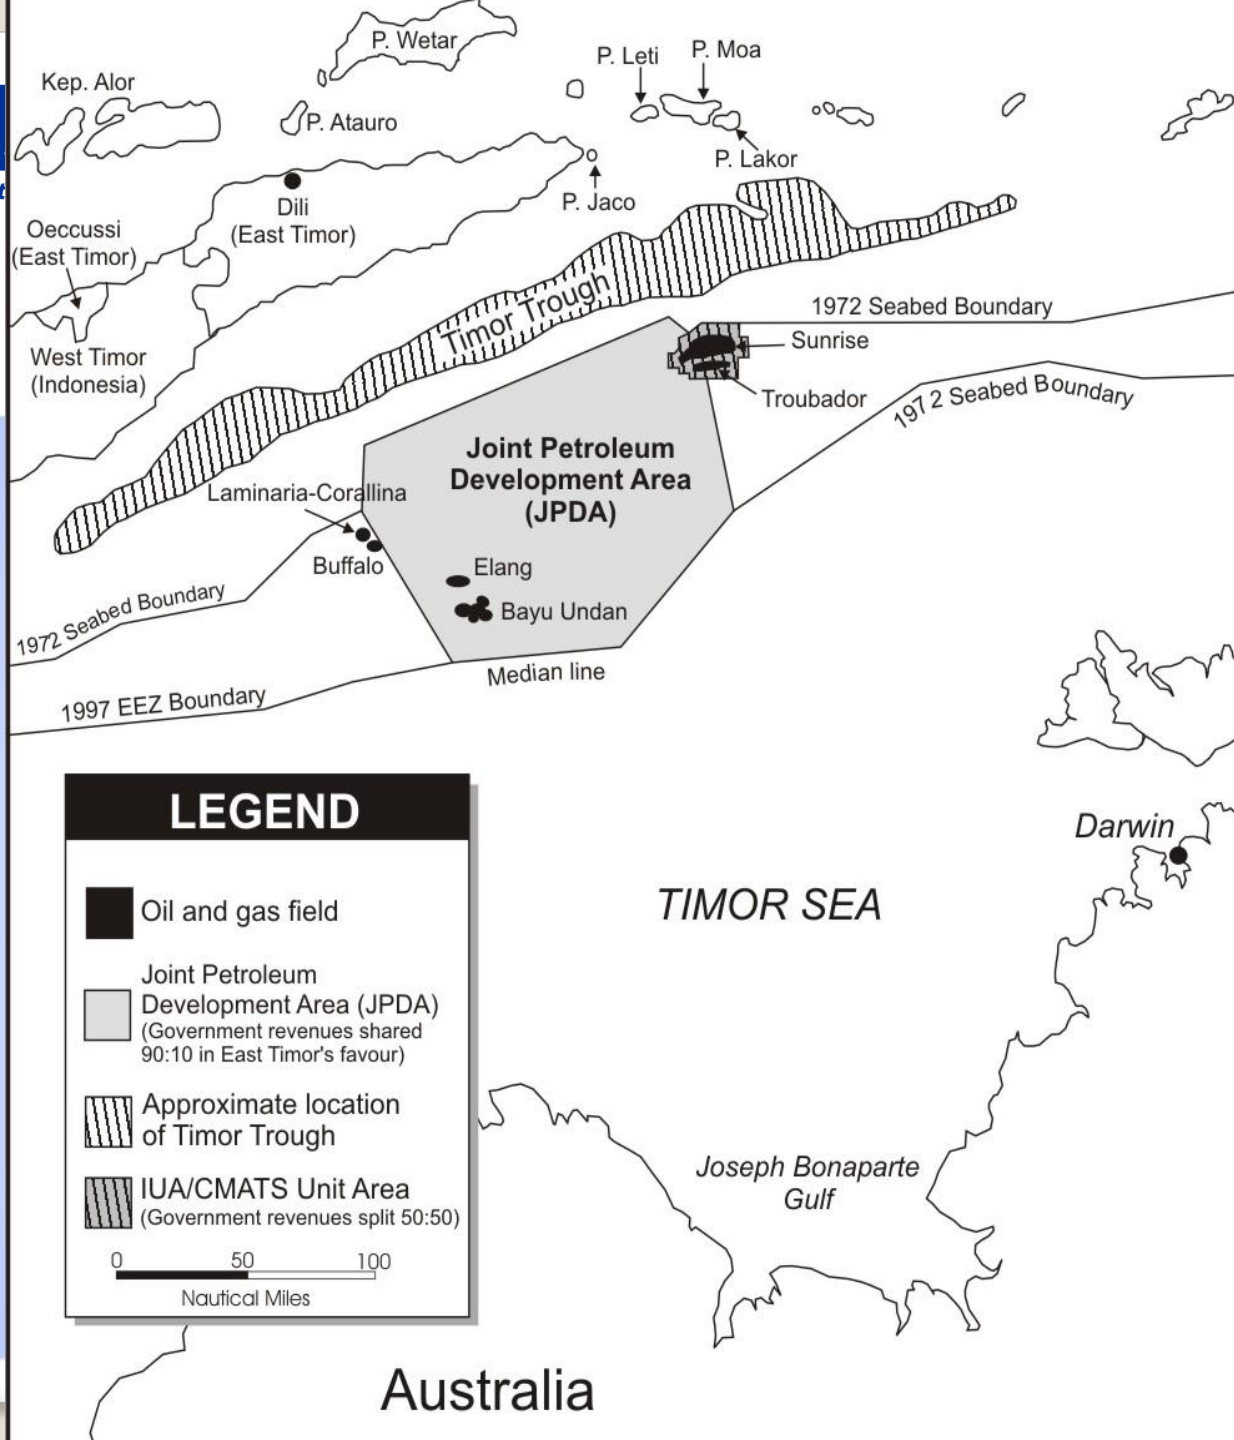 P. Wetar
P. Leti
P. Moa
Kep. Alor
P. Atauro
P. Lakor
Dili
(East Timor)
P. Jaco
Oeccussi
(East Timor)
Timor Trough
1972 Seabed Boundary
Sunrise
West Timor
(Indonesia)
Troubador
1972 Seabed Boundary
Joint Petroleum
Development Area
(JPDA)
Laminaria-Corallina
Buffalo
Elang
Bayu Undan
1972 Seabed Boundary
Median line
1997 EEZ Boundary
LEGEND
Oil and gas field
Joint Petroleum
Development Area (JPDA)
(Government revenues shared
90:10 in East Timor's favour)
Approximate location
of Timor Trough
IUA/CMATS Unit Area
(Government revenues split 50:50)
0 50 100
Nautical Miles
Darwin
TIMOR SEA
Joseph Bonaparte
Gulf
Australia